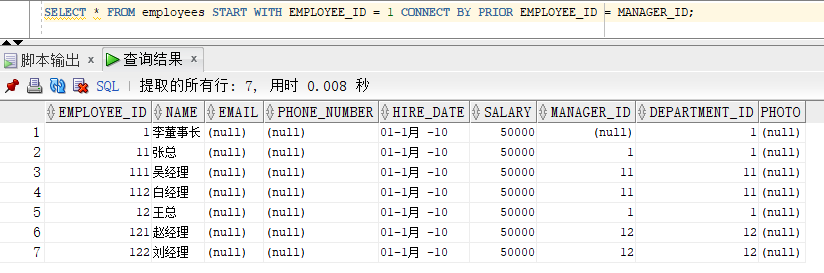 SELECT * FROM employees START WITH EMPLOYEE_ID = 1 CONNECT BY PRIOR EMPLOYEE_ID = MANAGER_ID;
脚本输出 × 查询结果 ×
SQL | 提取的所有行: 7, 用时 0.008 秒
EMPLOYEE_ID NAME EMAIL PHONE_NUMBER HIRE_DATE SALARY MANAGER_ID DEPARTMENT_ID PHOTO
1 1 李董事长 (null) (null) 01-1月 -10 50000 (null) 1 (null)
2 11 张总 (null) (null) 01-1月 -10 50000 1 1 (null)
3 111 吴经理 (null) (null) 01-1月 -10 50000 11 11 (null)
4 112 白经理 (null) (null) 01-1月 -10 50000 11 11 (null)
5 12 王总 (null) (null) 01-1月 -10 50000 1 1 (null)
6 121 赵经理 (null) (null) 01-1月 -10 50000 12 12 (null)
7 122 刘经理 (null) (null) 01-1月 -10 50000 12 12 (null)